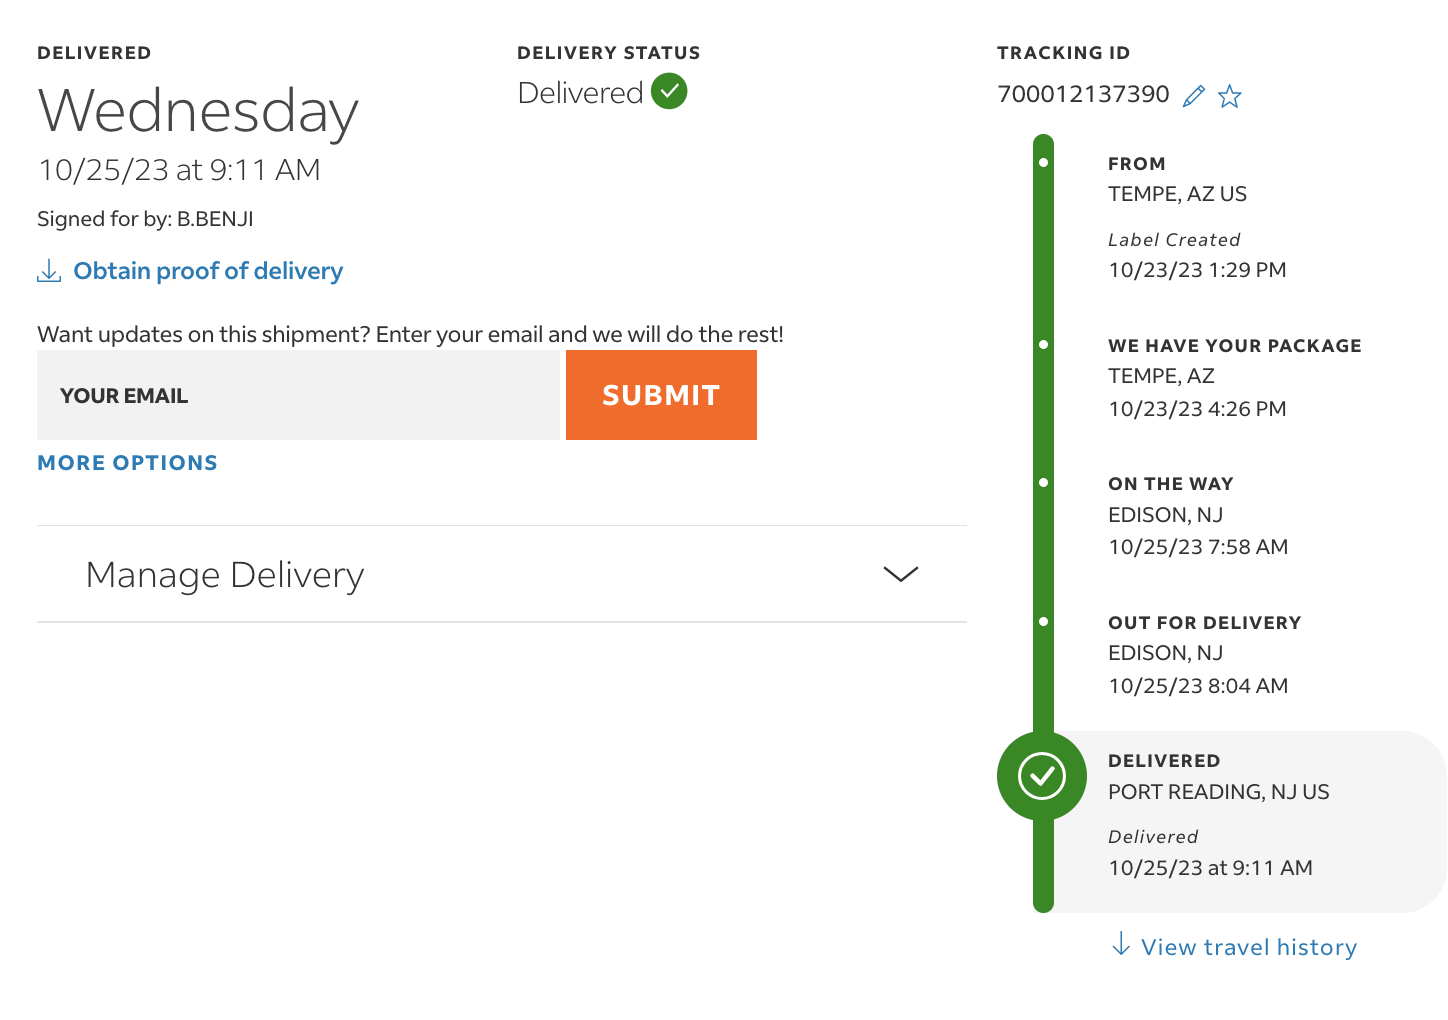 DELIVERED
Wednesday
10/25/23 at 9:11 AM
Signed for by: B.BENJI
Obtain proof of delivery
Want updates on this shipment? Enter your email and we will do the rest!
YOUR EMAIL
SUBMIT
MORE OPTIONS
Manage Delivery
DELIVERY STATUS
Delivered
TRACKING ID
700012137390
FROM
TEMPE, AZ US
Label Created
10/23/23 1:29 PM
WE HAVE YOUR PACKAGE
TEMPE, AZ
10/23/23 4:26 PM
ON THE WAY
EDISON, NJ
10/25/23 7:58 AM
OUT FOR DELIVERY
EDISON, NJ
10/25/23 8:04 AM
DELIVERED
PORT READING, NJ US
Delivered
10/25/23 at 9:11 AM
View travel history